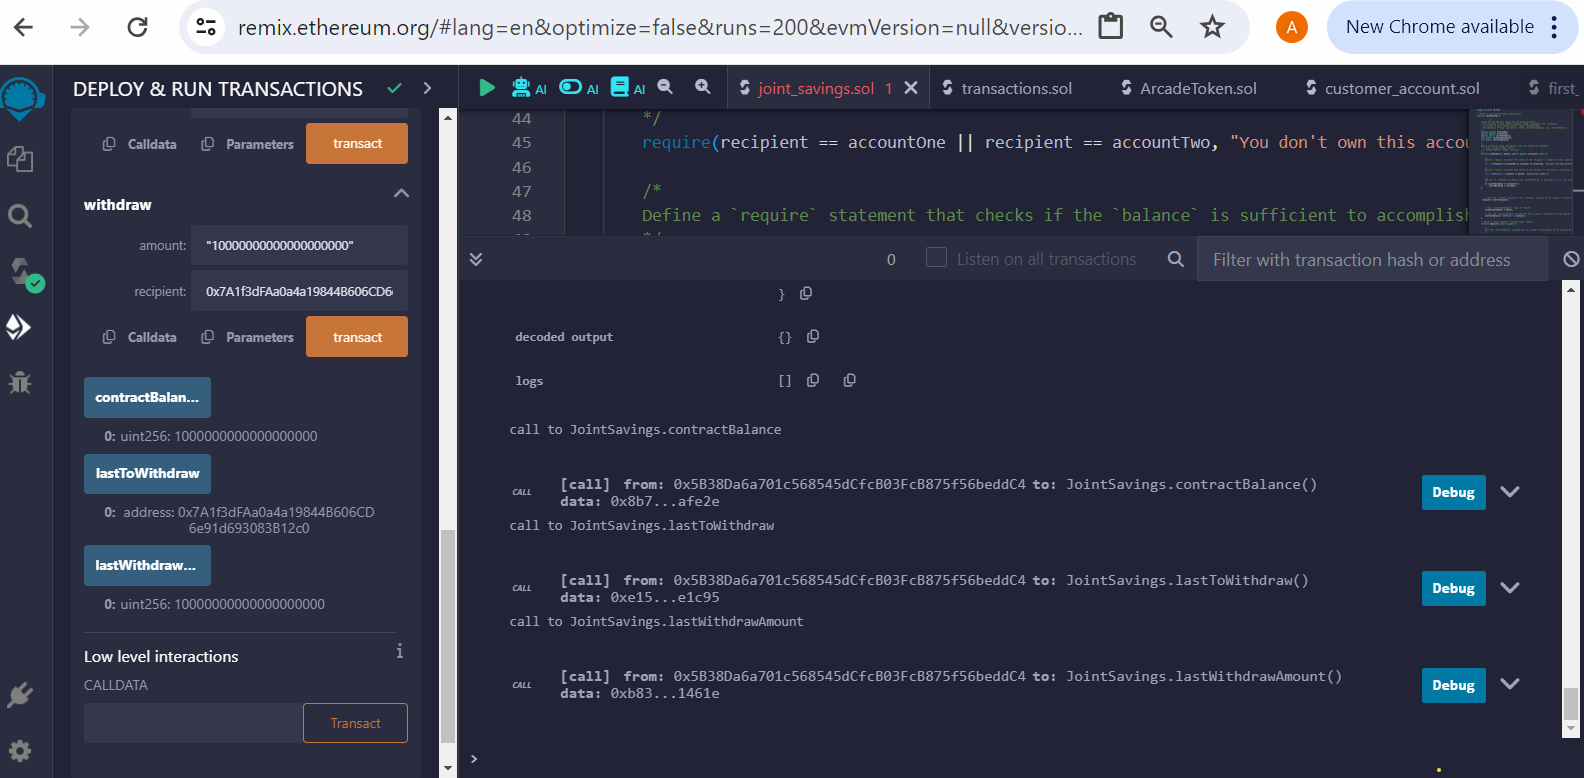 remix.ethereum.org/#lang=en&optimize=false&runs=200&evmVersion=null&versio...
A
New Chrome available
DEPLOY & RUN TRANSACTIONS
AI
AI
AI
joint_savings.sol 1
transactions.sol
ArcadeToken.sol
customer_account.sol
first_
Calldata
Parameters
transact
withdraw
amount:
"10000000000000000000"
recipient:
0x7A1f3dFAa0a4a19844B606CD6
Calldata
Parameters
transact
contractBalan...
0: uint256: 1000000000000000000
lastToWithdraw
0: address: 0x7A1f3dFAa0a4a19844B606CD
6e91d693083B12c0
lastWithdraw...
0: uint256: 10000000000000000000
Low level interactions
i
CALLDATA
Transact
44 */
45 require(recipient == accountOne || recipient == accountTwo, "You don't own this accou
46
47 /*
48 Define a `require` statement that checks if the `balance` is sufficient to accomplis
0
Listen on all transactions
Filter with transaction hash or address
}
decoded output {}
logs []
call to JointSavings.contractBalance
CALL [call] from: 0x5B38Da6a701c568545dCfcB03FcB875f56beddC4 to: JointSavings.contractBalance()
data: 0x8b7...afe2e
Debug
call to JointSavings.lastToWithdraw
CALL [call] from: 0x5B38Da6a701c568545dCfcB03FcB875f56beddC4 to: JointSavings.lastToWithdraw()
data: 0xe15...e1c95
Debug
call to JointSavings.lastWithdrawAmount
CALL [call] from: 0x5B38Da6a701c568545dCfcB03FcB875f56beddC4 to: JointSavings.lastWithdrawAmount()
data: 0xb83...1461e
Debug
>